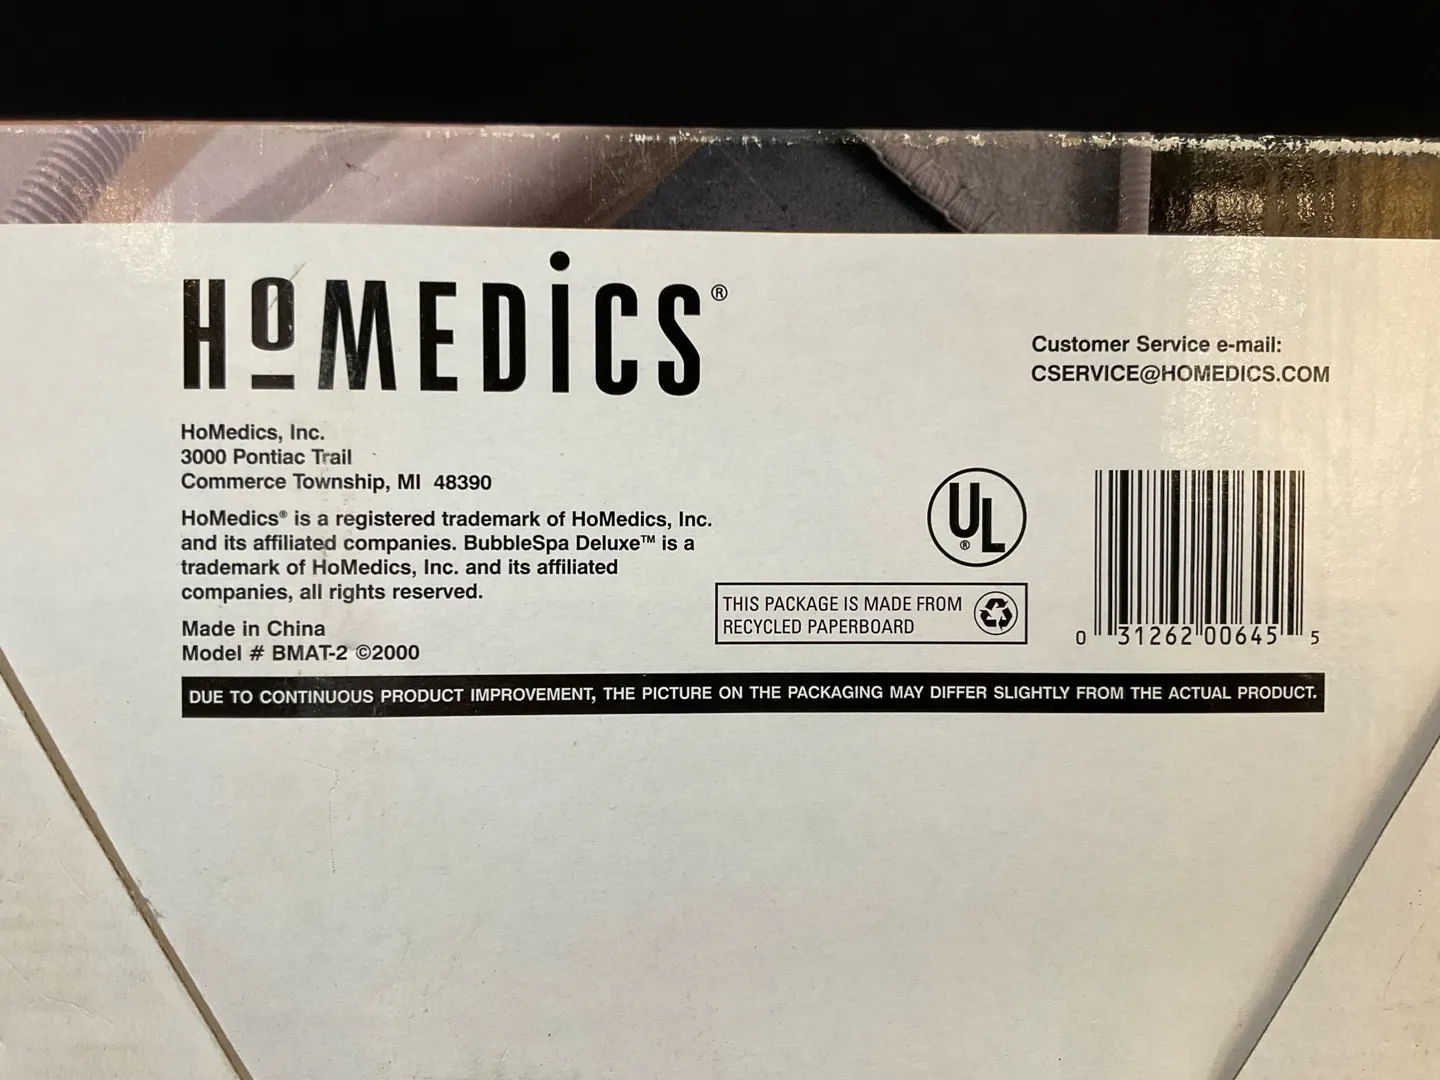 HoMEDiCS®
Customer Service e-mail:
CSERVICE@HOMEDICS.COM
HoMedics, Inc.
3000 Pontiac Trail
Commerce Township, MI 48390
HoMedics® is a registered trademark of HoMedics, Inc.
and its affiliated companies. BubbleSpa Deluxe™ is a
trademark of HoMedics, Inc. and its affiliated
companies, all rights reserved.
Made in China
Model # BMAT-2 ©2000
UL®
THIS PACKAGE IS MADE FROM
RECYCLED PAPERBOARD
0 31262 00645 5
DUE TO CONTINUOUS PRODUCT IMPROVEMENT, THE PICTURE ON THE PACKAGING MAY DIFFER SLIGHTLY FROM THE ACTUAL PRODUCT.